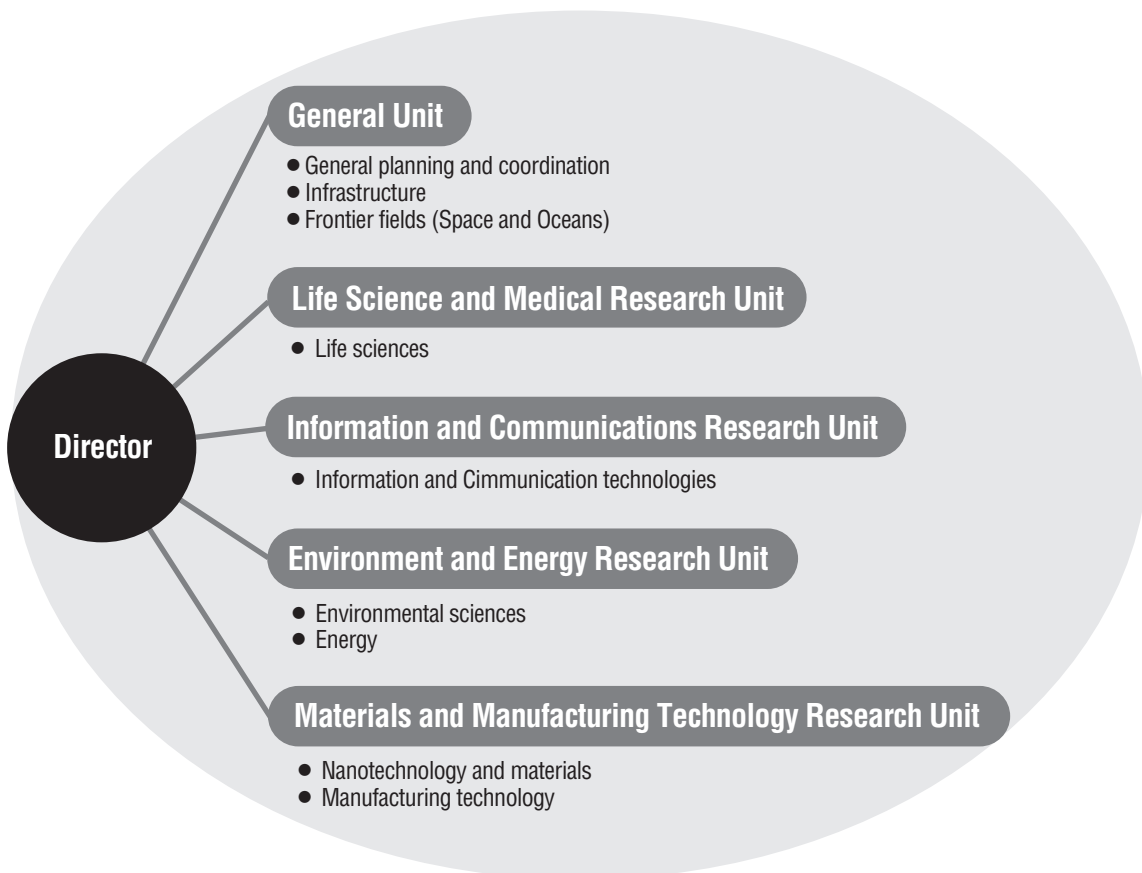 General Unit
● General planning and coordination
● Infrastructure
● Frontier fields (Space and Oceans)
Life Science and Medical Research Unit
● Life sciences
Director
Information and Communications Research Unit
● Information and Cimmunication technologies
Environment and Energy Research Unit
● Environmental sciences
● Energy
Materials and Manufacturing Technology Research Unit
● Nanotechnology and materials
● Manufacturing technology